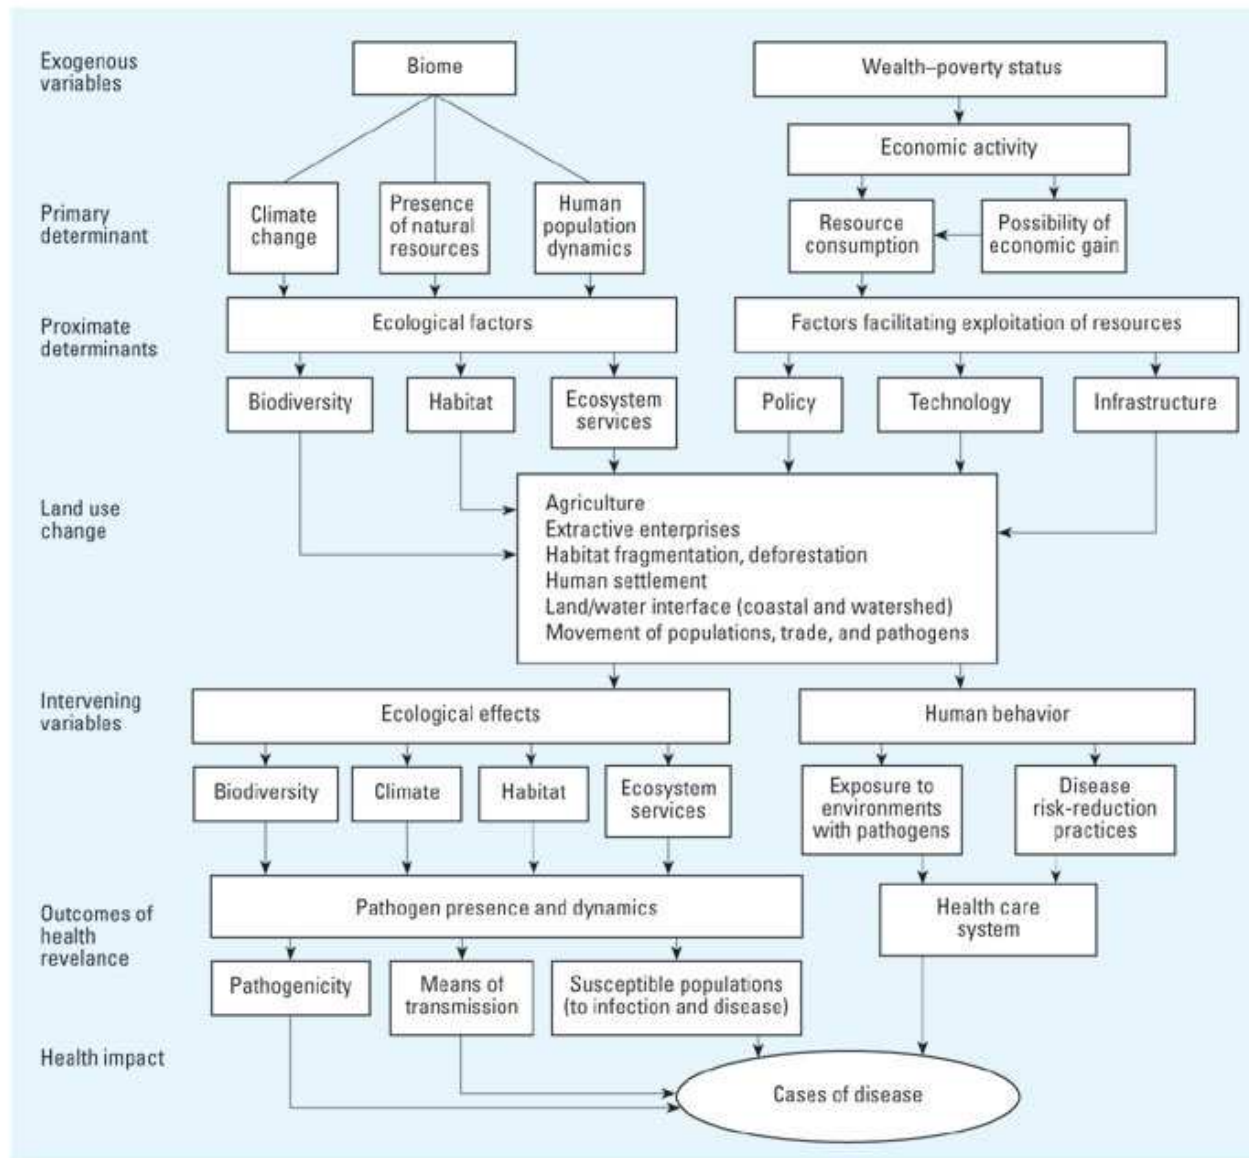 Exogenous
variables
Biome
Wealth–poverty status
Economic activity
Primary
determinant
Climate
change
Presence
of natural
resources
Human
population
dynamics
Resource
consumption
Possibility of
economic gain
Proximate
determinants
Ecological factors
Factors facilitating exploitation of resources
Biodiversity
Habitat
Ecosystem
services
Policy
Technology
Infrastructure
Land use
change
Agriculture
Extractive enterprises
Habitat fragmentation, deforestation
Human settlement
Land/water interface (coastal and watershed)
Movement of populations, trade, and pathogens
Intervening
variables
Ecological effects
Human behavior
Biodiversity
Climate
Habitat
Ecosystem
services
Exposure to
environments
with pathogens
Disease
risk-reduction
practices
Outcomes of
health
revelance
Pathogen presence and dynamics
Health care
system
Pathogenicity
Means of
transmission
Susceptible populations
(to infection and disease)
Health impact
Cases of disease